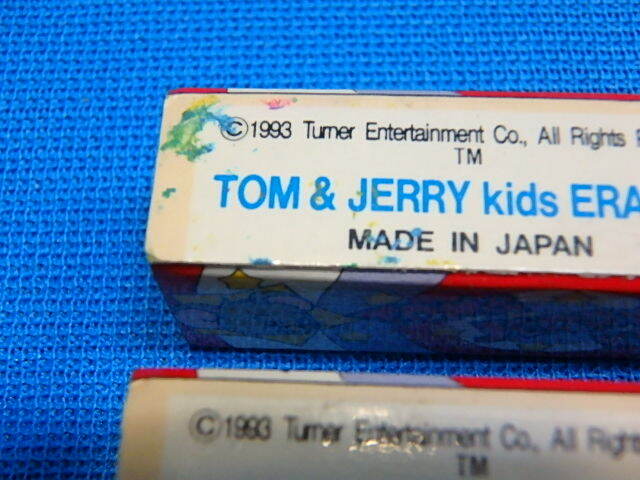 ©1993 Turner Entertainment Co., All Rights
TM
TOM & JERRY kids ERA
MADE IN JAPAN
©1993 Turner Entertainment Co., All Rights
TM